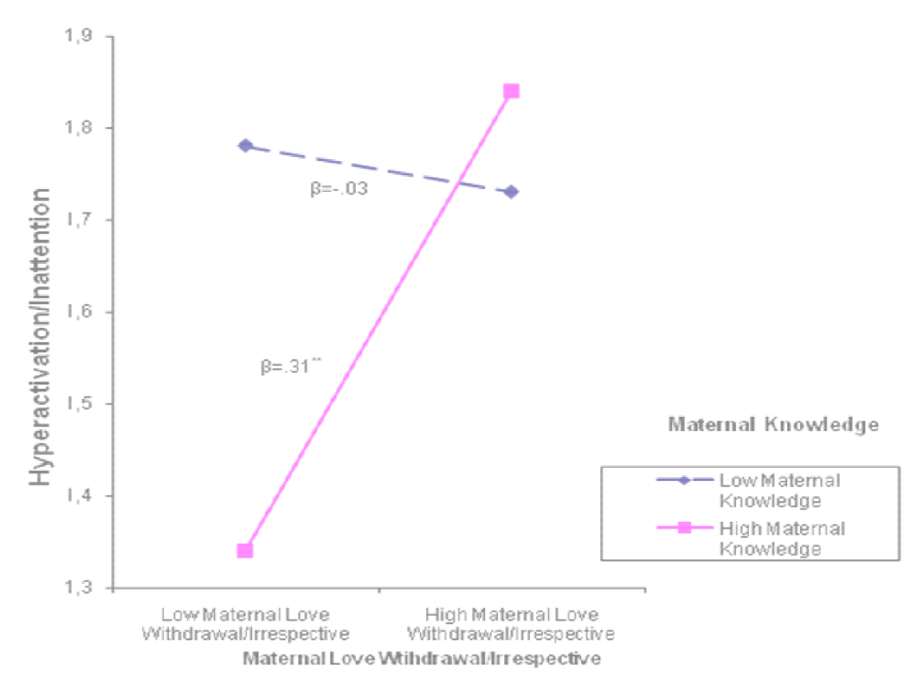 1,9
1,8
1,7
1,6
1,5
1,4
1,3
Hyperactivation/Inattention
β=-.03
β=.31**
Maternal Knowledge
Low Maternal
Knowledge
High Maternal
Knowledge
Low Maternal Love
Withdrawal/Irrespective
High Maternal Love
Withdrawal/Irrespective
Maternal Love Wtihdrawal/Irrespective